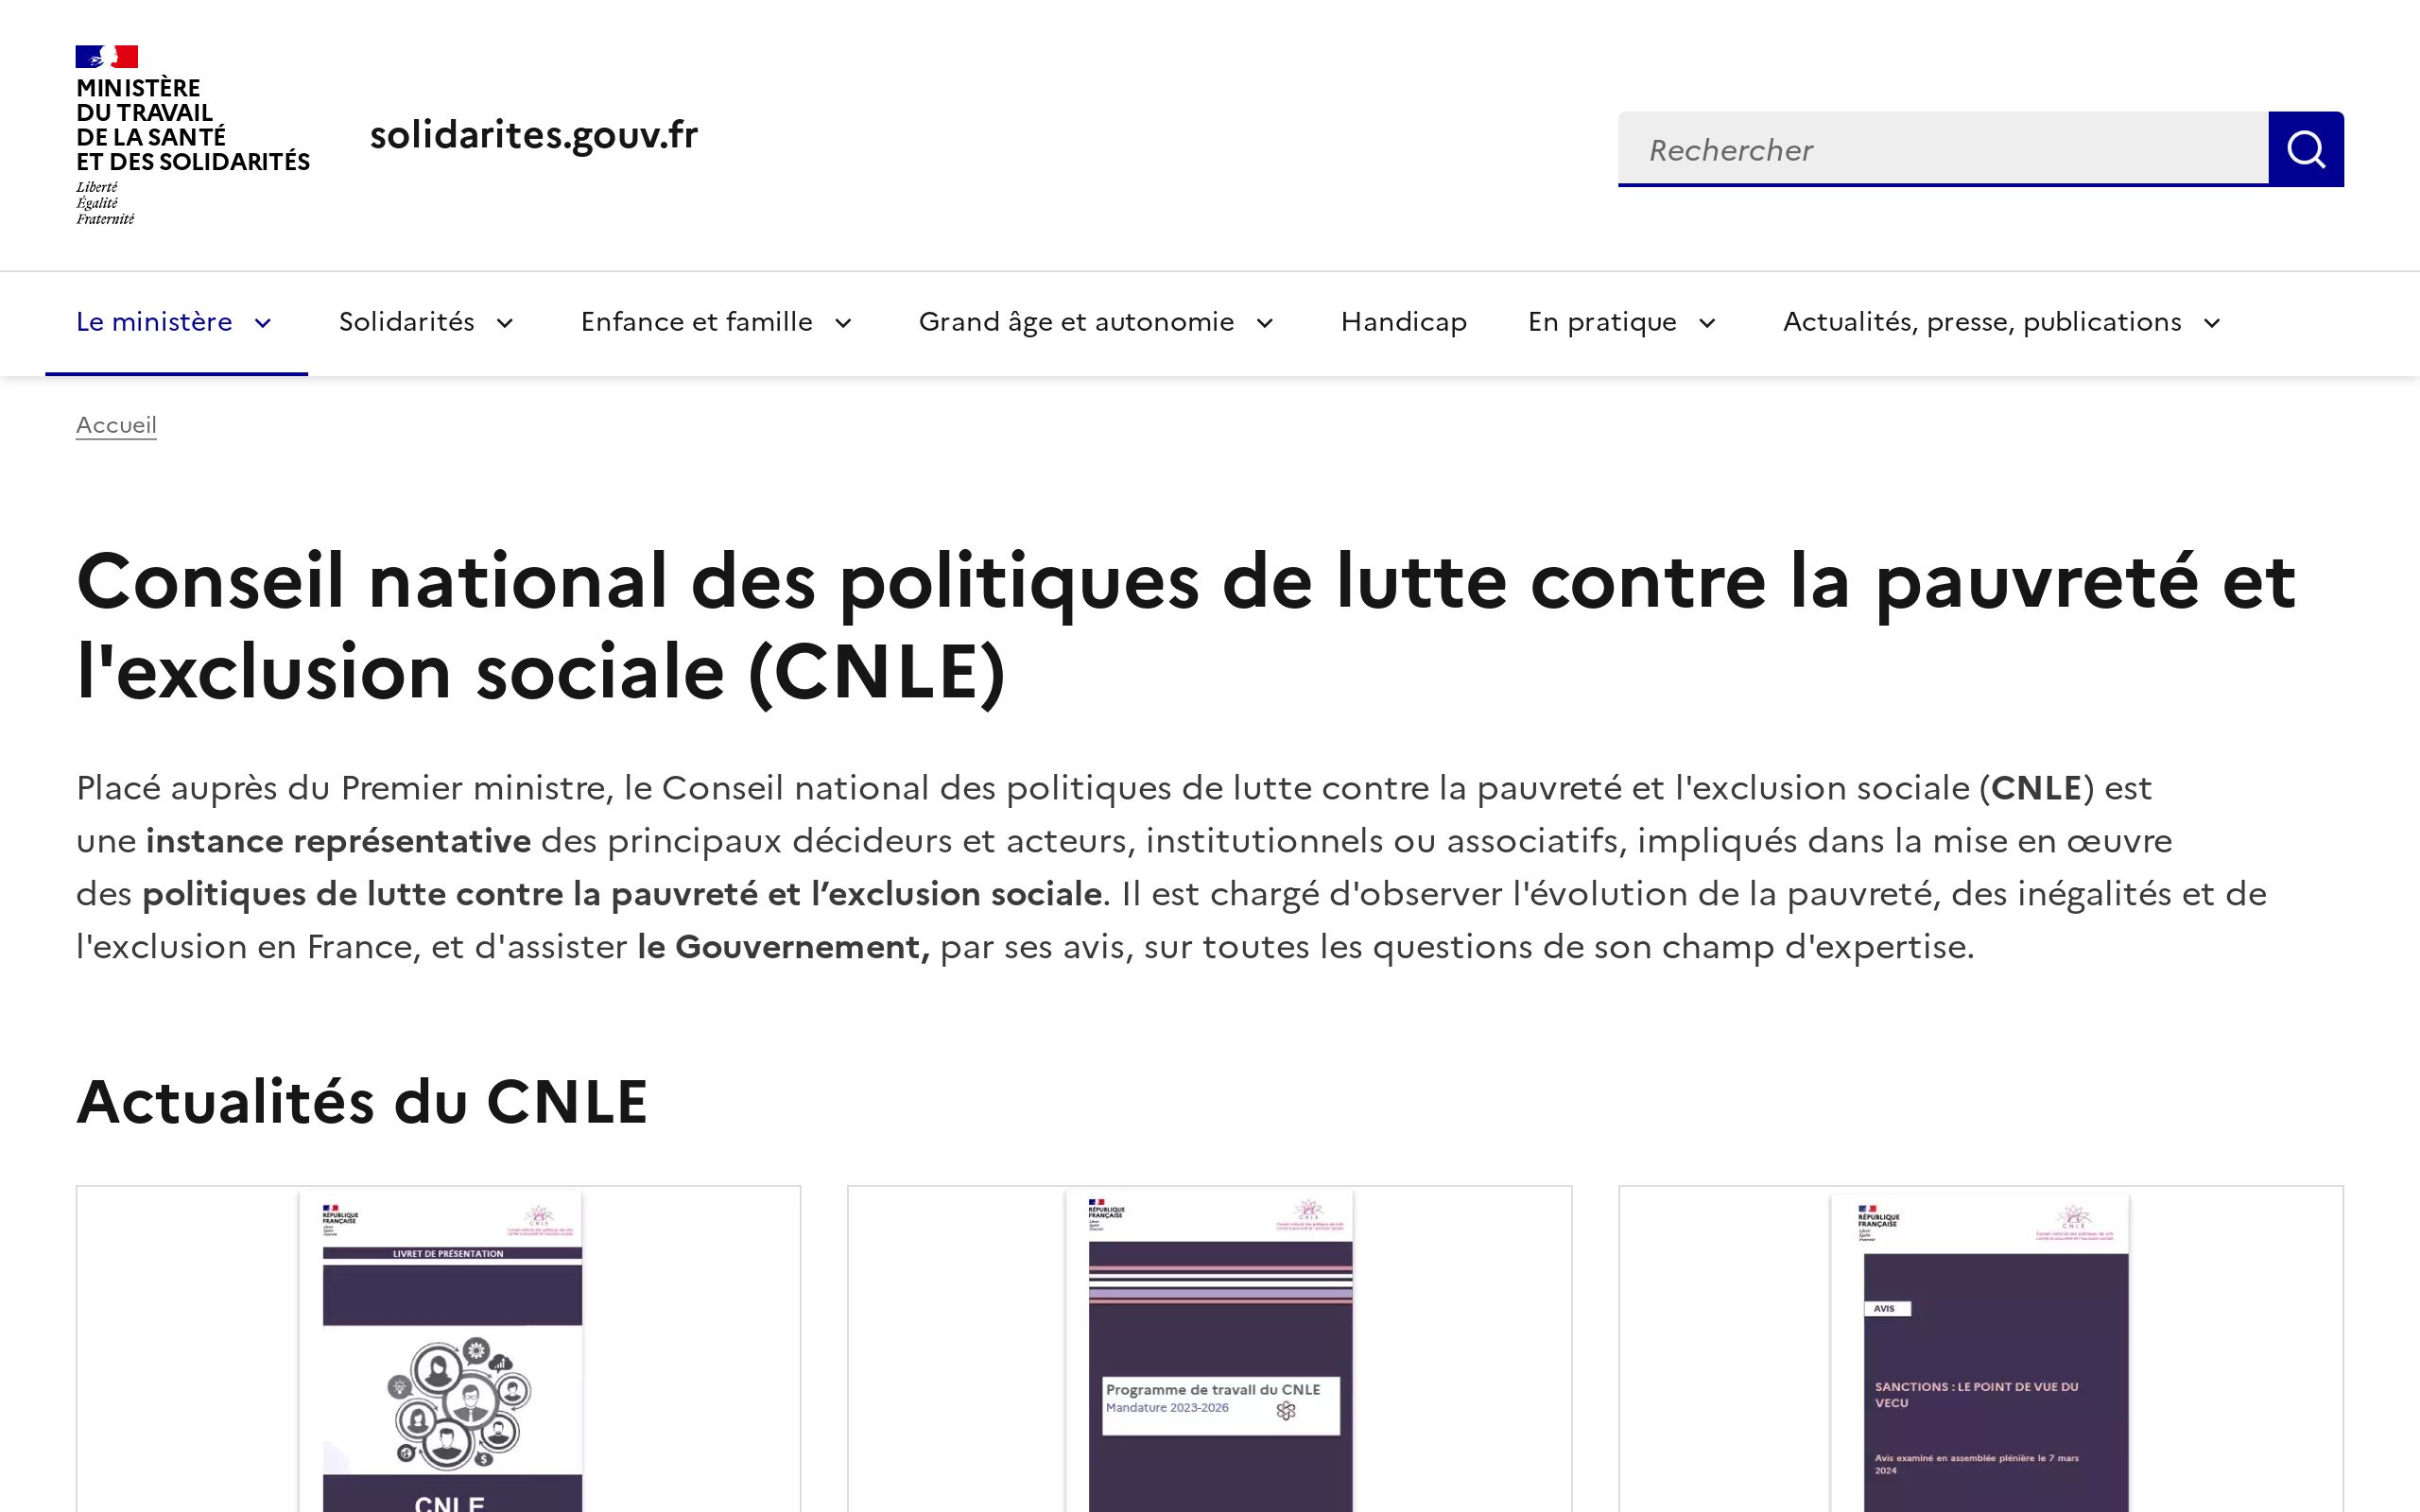 MINISTÈRE
DU TRAVAIL
DE LA SANTÉ
ET DES SOLIDARITÉS
Liberté
Égalité
Fraternité
solidarites.gouv.fr
Rechercher
Le ministère
Solidarités
Enfance et famille
Grand âge et autonomie
Handicap
En pratique
Actualités, presse, publications
Accueil
Conseil national des politiques de lutte contre la pauvreté et
l'exclusion sociale (CNLE)
Placé auprès du Premier ministre, le Conseil national des politiques de lutte contre la pauvreté et l'exclusion sociale (CNLE) est
une instance représentative des principaux décideurs et acteurs, institutionnels ou associatifs, impliqués dans la mise en œuvre
des politiques de lutte contre la pauvreté et l’exclusion sociale. Il est chargé d'observer l'évolution de la pauvreté, des inégalités et de
l'exclusion en France, et d'assister le Gouvernement, par ses avis, sur toutes les questions de son champ d'expertise.
Actualités du CNLE
RÉPUBLIQUE
FRANÇAISE
CNLE
LIVRET DE PRÉSENTATION
CNLE
RÉPUBLIQUE
FRANÇAISE
CNLE
Programme de travail du CNLE
Mandature 2023-2026
RÉPUBLIQUE
FRANÇAISE
CNLE
AVIS
SANCTIONS : LE POINT DE VUE DU
VECU
Avis examiné en assemblée plénière le 7 mars
2024